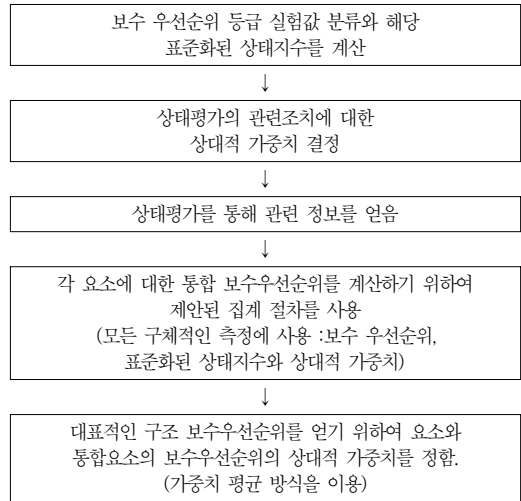 보수 우선순위 등급 실험값 분류와 해당
표준화된 상태지수를 계산
↓
상태평가의 관련조치에 대한
상대적 가중치 결정
↓
상태평가를 통해 관련 정보를 얻음
↓
각 요소에 대한 통합 보수우선순위를 계산하기 위하여
제안된 집계 절차를 사용
(모든 구체적인 측정에 사용 :보수 우선순위,
표준화된 상태지수와 상대적 가중치)
↓
대표적인 구조 보수우선순위를 얻기 위하여 요소와
통합요소의 보수우선순위의 상대적 가중치를 정함.
(가중치 평균 방식을 이용)